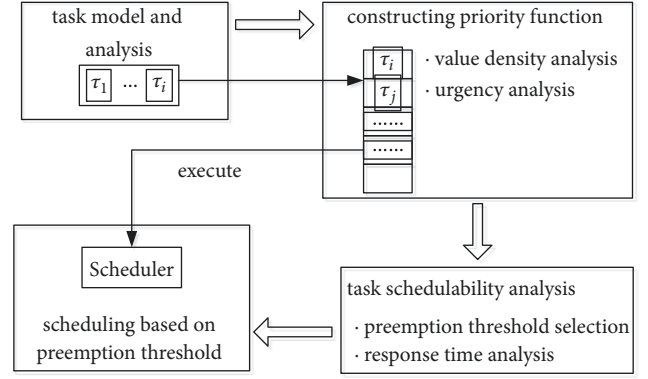 task model and
analysis
τ1 ... τi
constructing priority function
τi
τj
......
......
· value density analysis
· urgency analysis
execute
Scheduler
scheduling based on
preemption threshold
task schedulability analysis
· preemption threshold selection
· response time analysis